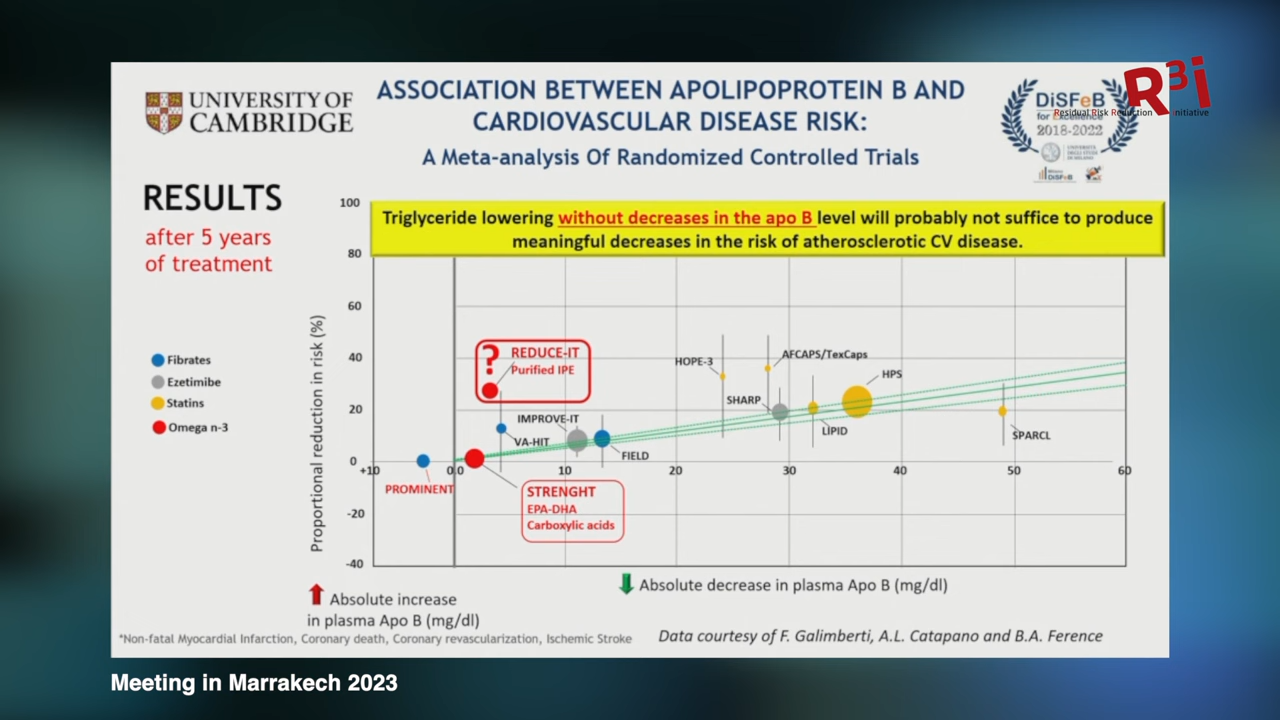 UNIVERSITY OF
CAMBRIDGE
ASSOCIATION BETWEEN APOLIPOPROTEIN B AND
CARDIOVASCULAR DISEASE RISK:
A Meta-analysis Of Randomized Controlled Trials
DiSFeB
for Excellence
2018-2022
R3i
Residual Risk Reduction Initiative
RESULTS
after 5 years
of treatment
Triglyceride lowering without decreases in the apo B level will probably not suffice to produce
meaningful decreases in the risk of atherosclerotic CV disease.
Fibrates
Ezetimibe
Statins
Omega n-3
Proportional reduction in risk (%)
100
80
60
40
20
0
-20
-40
+10
0.0
10
20
30
40
50
60
?
REDUCE-IT
Purified IPE
HOPE-3
AFCAPS/TexCaps
HPS
SHARP
LIPID
SPARCL
IMPROVE-IT
VA-HIT
FIELD
PROMINENT
STRENGHT
EPA-DHA
Carboxylic acids
Absolute increase
in plasma Apo B (mg/dl)
Absolute decrease in plasma Apo B (mg/dl)
*Non-fatal Myocardial Infarction, Coronary death, Coronary revascularization, Ischemic Stroke
Data courtesy of F. Galimberti, A.L. Catapano and B.A. Ference
Meeting in Marrakech 2023